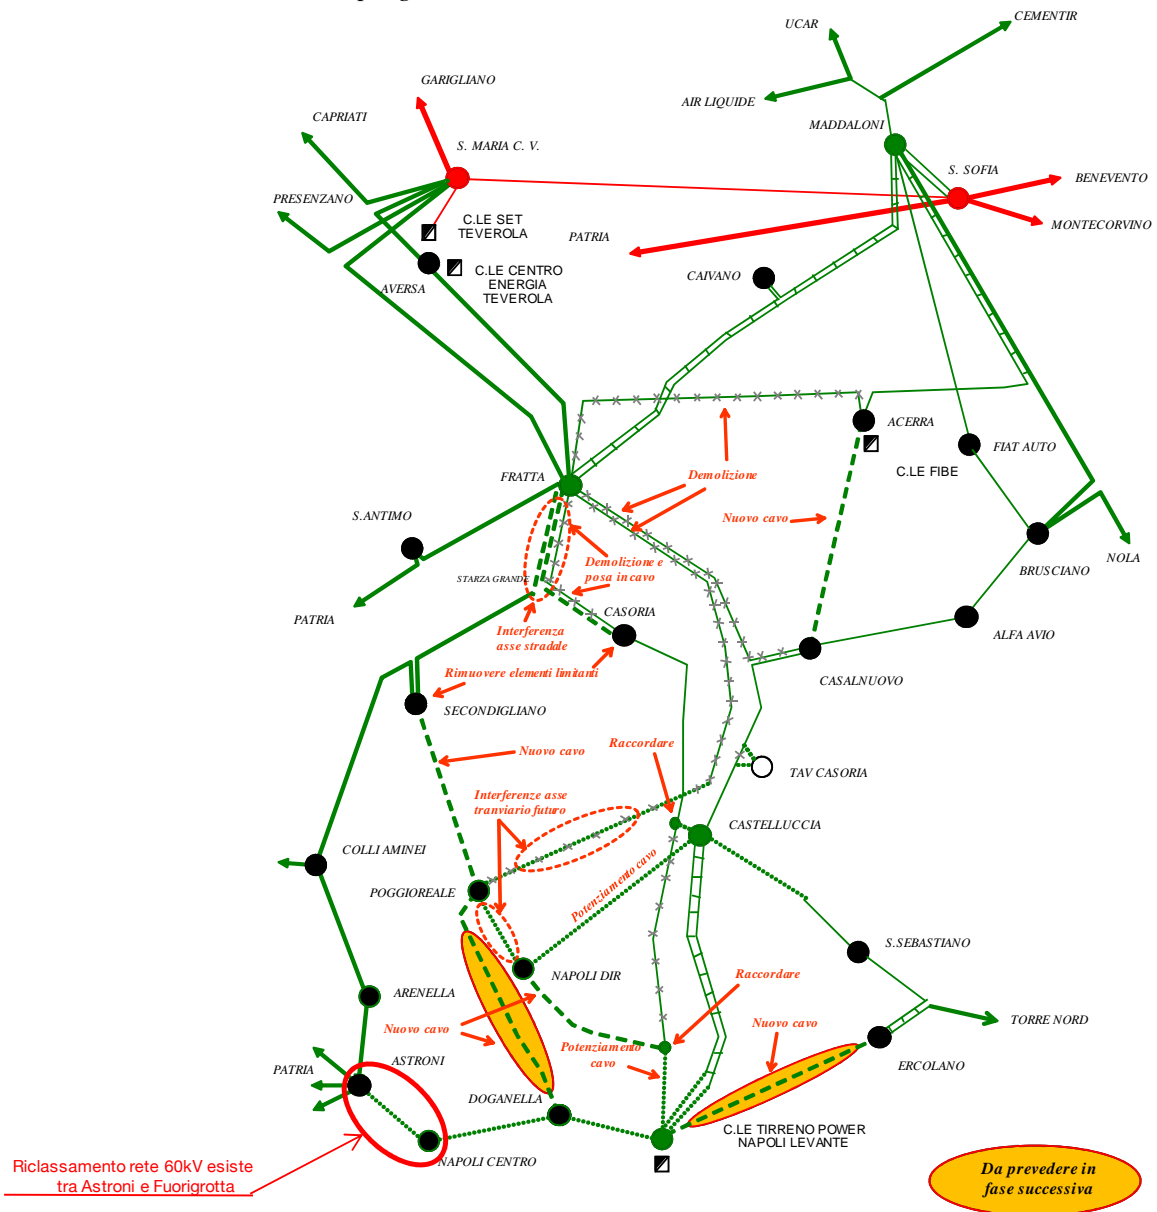 CEMENTIR
UCAR
GARIGLIANO
AIR LIQUIDE
CAPRIATI
MADDALONI
S. MARIA C. V.
S. SOFIA
BENEVENTO
PRESENZANO
C.LE SET
TEVEROLA
MONTECORVINO
PATRIA
C.LE CENTRO
ENERGIA
TEVEROLA
CAIVANO
AVERSA
ACERRA
FIAT AUTO
C.LE FIBE
FRATTA
Demolizione
S.ANTIMO
Nuovo cavo
NOLA
Demolizione e
posa in cavo
BRUSCIANO
STARZA GRANDE
PATRIA
CASORIA
ALFA AVIO
Interferenza
asse stradale
Rimuovere elementi limitanti
CASALNUOVO
SECONDIGLIANO
Nuovo cavo
Raccordare
TAV CASORIA
Interferenze asse
tranviario futuro
CASTELLUCCIA
COLLI AMINEI
Potenziamento cavo
POGGIOREALE
S.SEBASTIANO
NAPOLI DIR
Raccordare
ARENELLA
Nuovo cavo
Nuovo cavo
TORRE NORD
Potenziamento
cavo
ASTRONI
PATRIA
ERCOLANO
DOGANELLA
C.LE TIRRENO POWER
NAPOLI LEVANTE
NAPOLI CENTRO
Riclassamento rete 60kV esiste
tra Astroni e Fuorigrotta
Da prevedere in
fase successiva